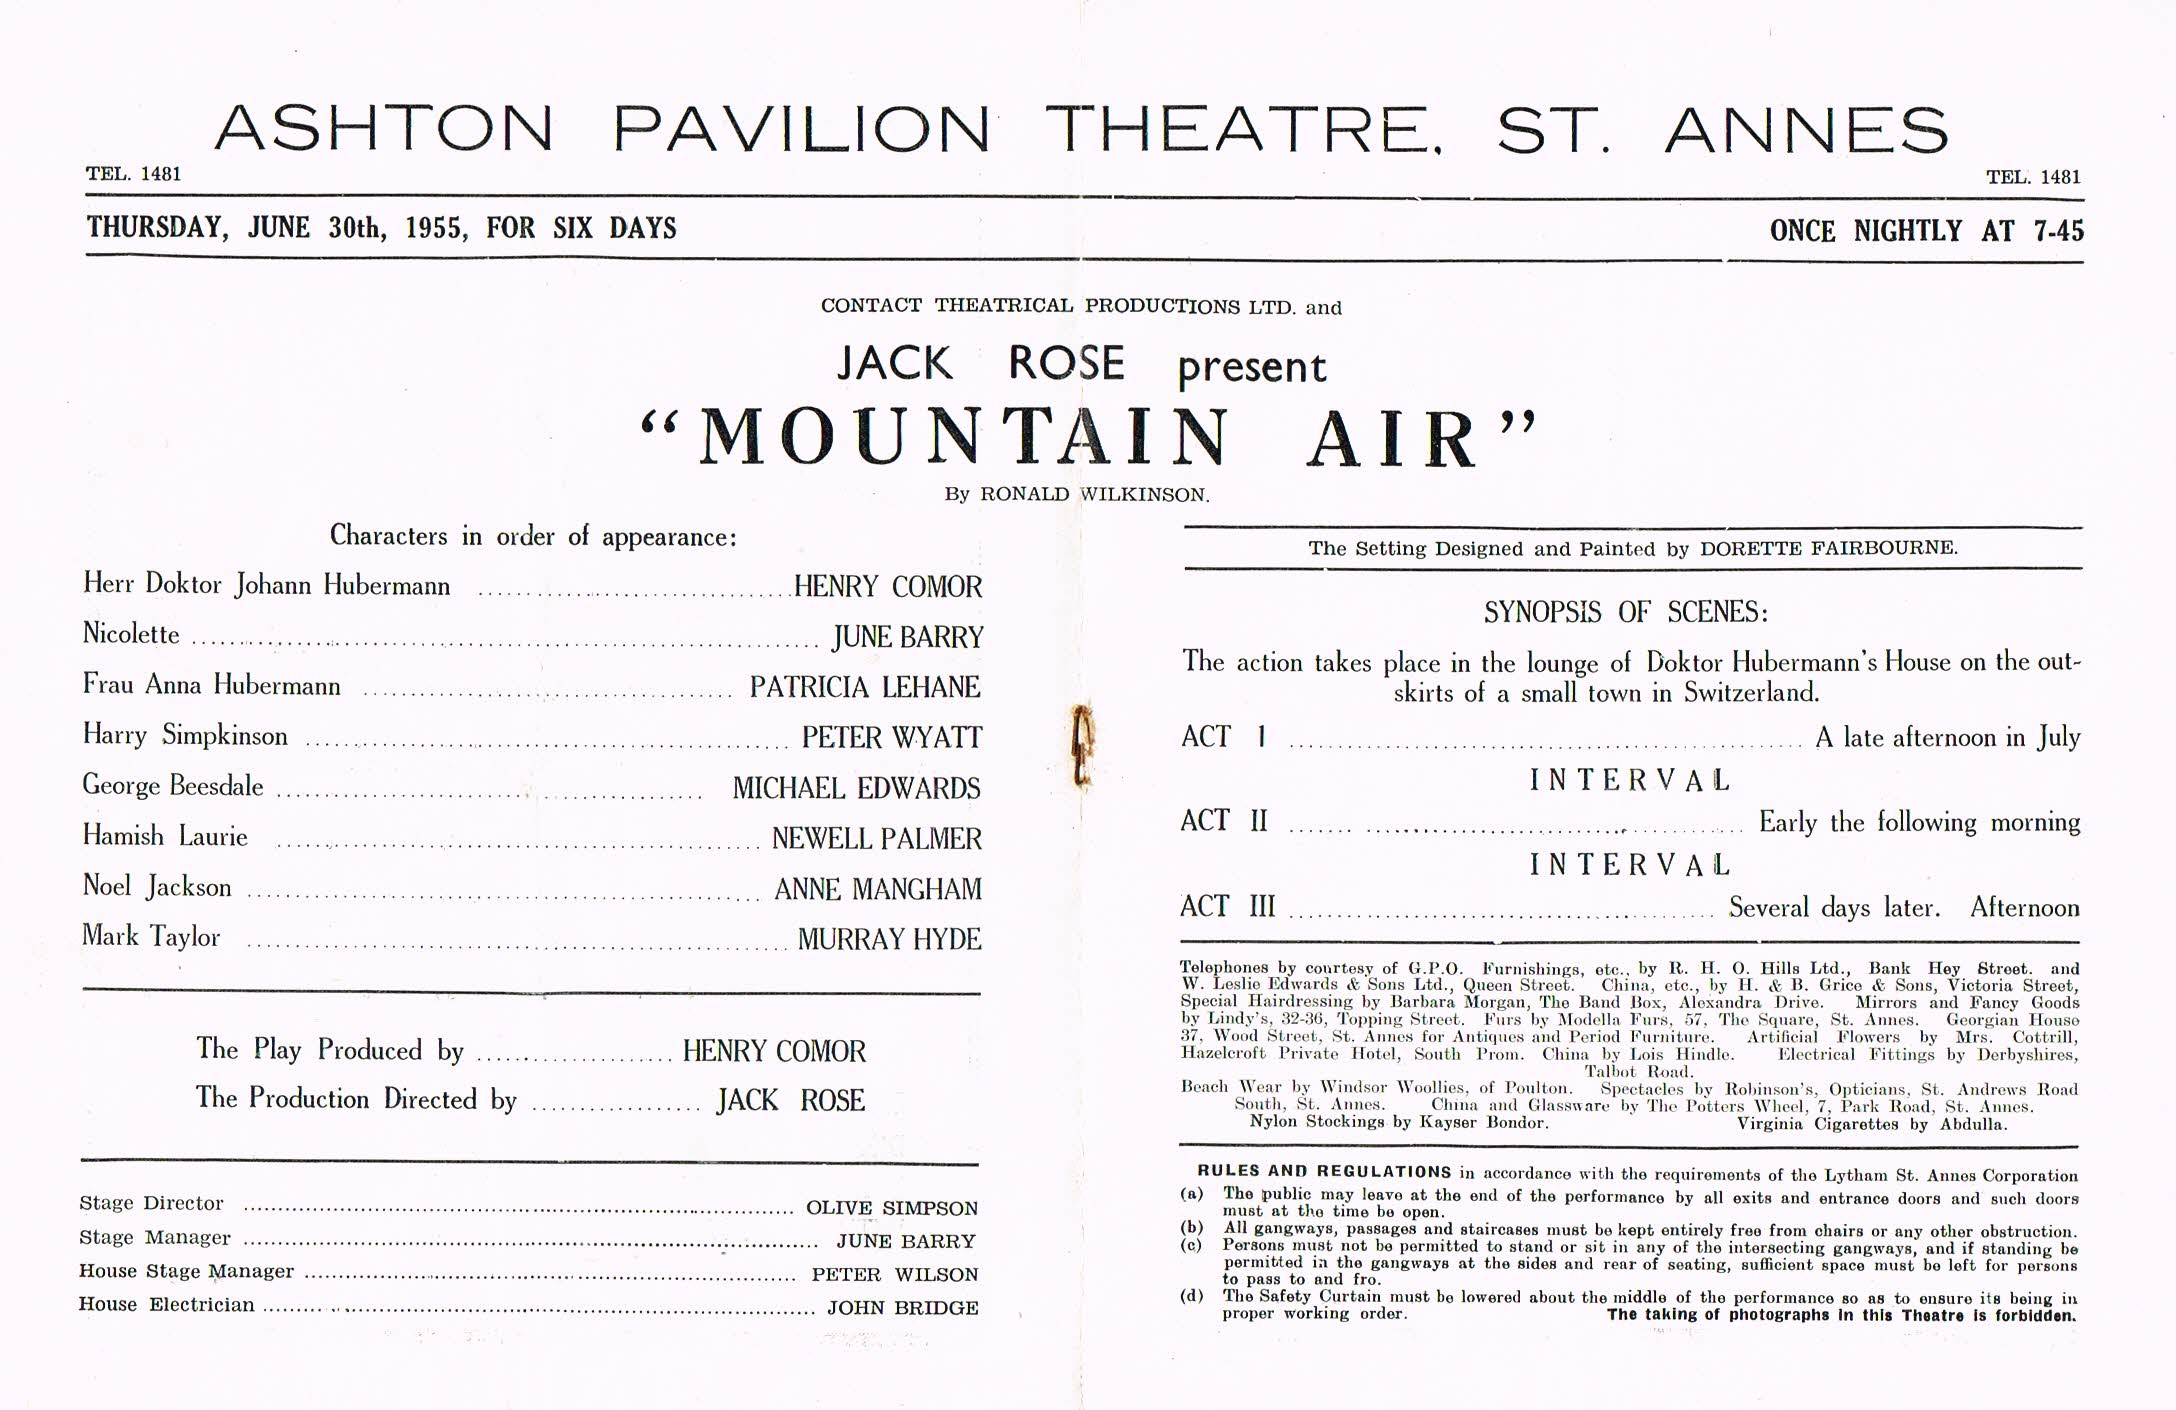 ASHTON PAVILION THEATRE, ST. ANNES
TEL. 1481 TEL. 1481
THURSDAY, JUNE 30th, 1955, FOR SIX DAYS ONCE NIGHTLY AT 7-45
CONTACT THEATRICAL PRODUCTIONS LTD. and
JACK ROSE present
"MOUNTAIN AIR"
By RONALD WILKINSON.
Characters in order of appearance:
Herr Doktor Johann Hubermann ........ HENRY COMOR
Nicolette ........ JUNE BARRY
Frau Anna Hubermann ........ PATRICIA LEHANE
Harry Simpkinson ........ PETER WYATT
George Beesdale ........ MICHAEL EDWARDS
Hamish Laurie ........ NEWELL PALMER
Noel Jackson ........ ANNE MANGHAM
Mark Taylor ........ MURRAY HYDE
The Play Produced by ........ HENRY COMOR
The Production Directed by ........ JACK ROSE
Stage Director ........ OLIVE SIMPSON
Stage Manager ........ JUNE BARRY
House Stage Manager ........ PETER WILSON
House Electrician ........ JOHN BRIDGE
The Setting Designed and Painted by DORETTE FAIRBOURNE.
SYNOPSIS OF SCENES:
The action takes place in the lounge of Doktor Hubermann's House on the out-
skirts of a small town in Switzerland.
ACT I ........ A late afternoon in July
INTERVAL
ACT II ........ Early the following morning
INTERVAL
ACT III ........ Several days later. Afternoon
Telephones by courtesy of G.P.O. Furnishings, etc., by R. H. O. Hills Ltd., Bank Hey Street. and
W. Leslie Edwards & Sons Ltd., Queen Street. China, etc., by H. & B. Grice & Sons, Victoria Street,
Special Hairdressing by Barbara Morgan, The Band Box, Alexandra Drive. Mirrors and Fancy Goods
by Lindy's, 32-36, Topping Street. Furs by Modella Furs, 57, The Square, St. Annes. Georgian House
37, Wood Street, St. Annes for Antiques and Period Furniture. Artificial Flowers by Mrs. Cottrill,
Hazelcroft Private Hotel, South Prom. China by Lois Hindle. Electrical Fittings by Derbyshires,
Talbot Road.
Beach Wear by Windsor Woollies, of Poulton. Spectacles by Robinson's, Opticians, St. Andrews Road
South, St. Annes. China and Glassware by The Potters Wheel, 7, Park Road, St. Annes.
Nylon Stockings by Kayser Bondor. Virginia Cigarettes by Abdulla.
RULES AND REGULATIONS in accordance with the requirements of the Lytham St. Annes Corporation
(a) The public may leave at the end of the performance by all exits and entrance doors and such doors
must at the time be open.
(b) All gangways, passages and staircases must be kept entirely free from chairs or any other obstruction.
(c) Persons must not be permitted to stand or sit in any of the intersecting gangways, and if standing be
permitted in the gangways at the sides and rear of seating, sufficient space must be left for persons
to pass to and fro.
(d) The Safety Curtain must be lowered about the middle of the performance so as to ensure its being in
proper working order. The taking of photographs in this Theatre is forbidden.